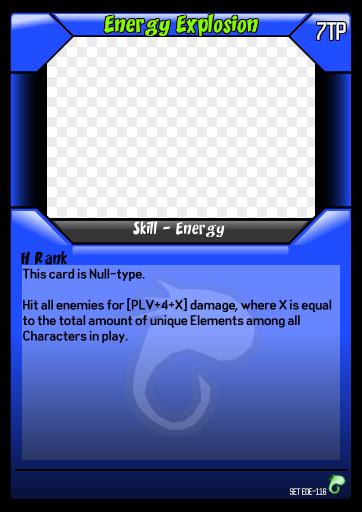 Energy Explosion
7TP
Skill - Energy
H Rank
This card is Null-type.
Hit all enemies for [PLV+4+X] damage, where X is equal
to the total amount of unique Elements among all
Characters in play.
SET EOE-116